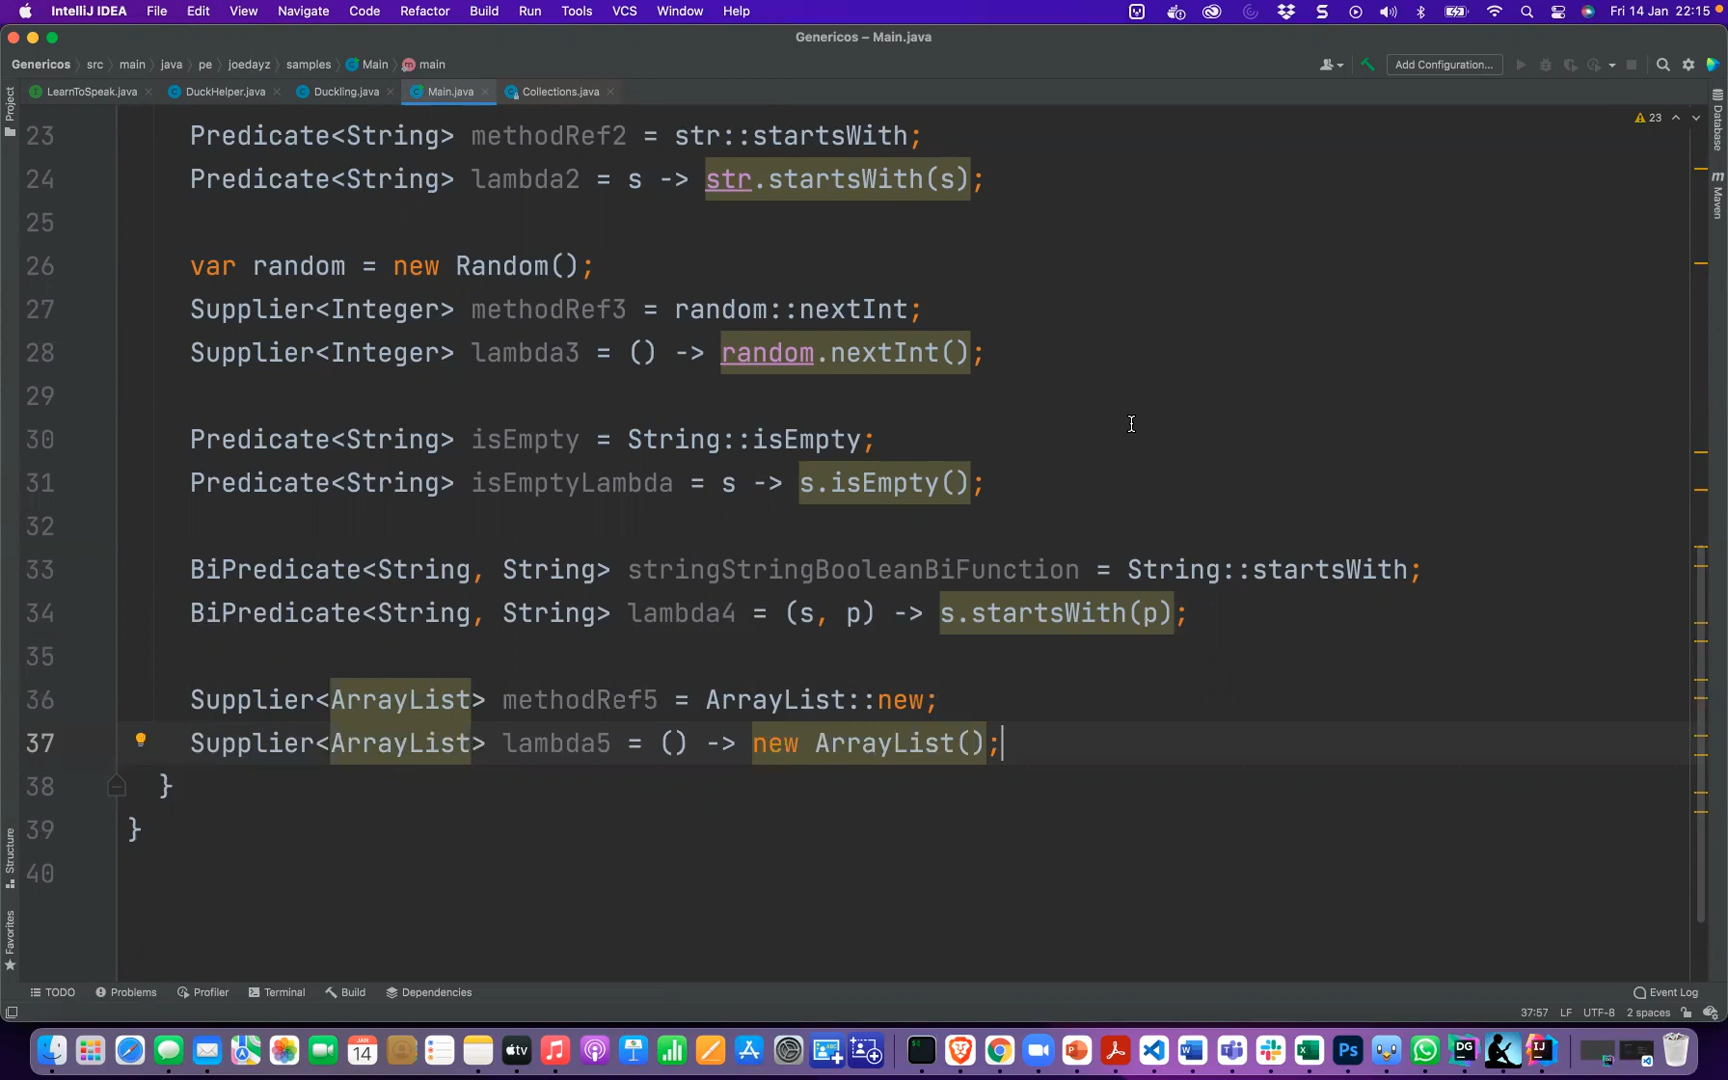 IntelliJ IDEA File Edit View Navigate Code Refactor Build Run Tools VCS Window Help Fri 14 Jan 22:15
Genericos – Main.java
Genericos src main java pe joedayz samples Main main Add Configuration...
LearnToSpeak.java DuckHelper.java Duckling.java Main.java Collections.java
Project
23
23 Predicate<String> methodRef2 = str::startsWith;
24 Predicate<String> lambda2 = s -> str.startsWith(s);
25
26 var random = new Random();
27 Supplier<Integer> methodRef3 = random::nextInt;
28 Supplier<Integer> lambda3 = () -> random.nextInt();
29
30 Predicate<String> isEmpty = String::isEmpty;
31 Predicate<String> isEmptyLambda = s -> s.isEmpty();
32
33 BiPredicate<String, String> stringStringBooleanBiFunction = String::startsWith;
34 BiPredicate<String, String> lambda4 = (s, p) -> s.startsWith(p);
35
36 Supplier<ArrayList> methodRef5 = ArrayList::new;
37 Supplier<ArrayList> lambda5 = () -> new ArrayList();
38 }
39 }
40
Database
Maven
Structure
Favorites
TODO Problems Profiler Terminal Build Dependencies Event Log
37:57 LF UTF-8 2 spaces
JAN
14
tv
DG
IJ